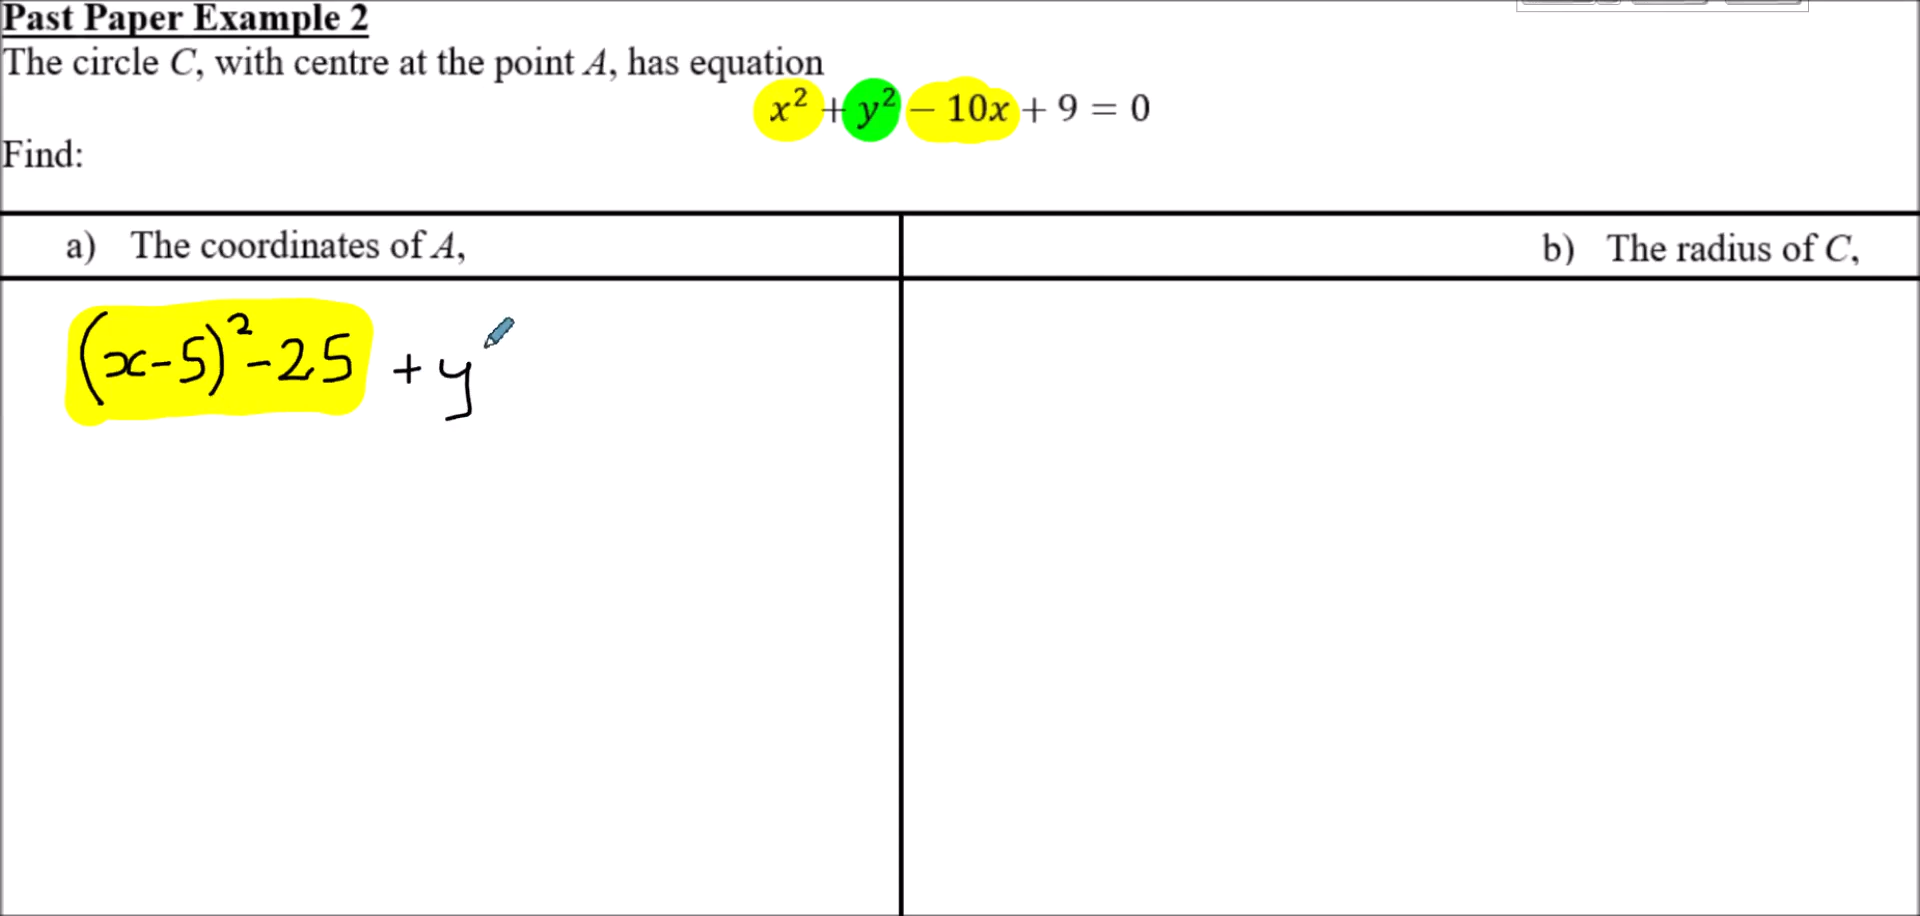 Past Paper Example 2
The circle C, with centre at the point A, has equation
x² + y² − 10x + 9 = 0
Find:
a) The coordinates of A,
b) The radius of C,
(x-5)²-25 + y